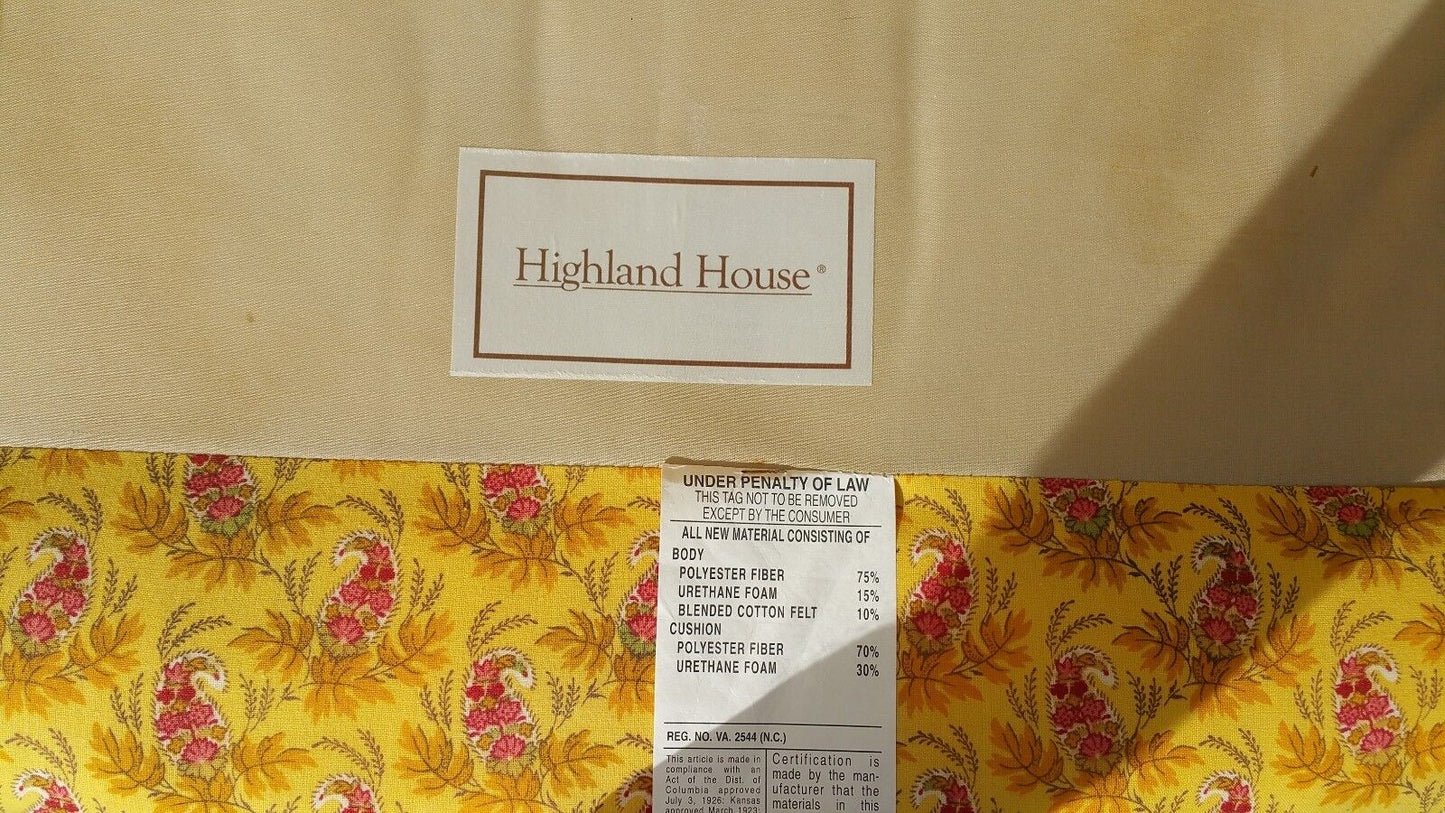 Highland House®
UNDER PENALTY OF LAW
THIS TAG NOT TO BE REMOVED
EXCEPT BY THE CONSUMER
ALL NEW MATERIAL CONSISTING OF
BODY
POLYESTER FIBER 75%
URETHANE FOAM 15%
BLENDED COTTON FELT 10%
CUSHION
POLYESTER FIBER 70%
URETHANE FOAM 30%
REG. NO. VA. 2544 (N.C.)
This article is made in
compliance with an
Act of the Dist. of
Columbia approved
July 3, 1926; Kansas
approved March 1923;
Certification is
made by the man-
ufacturer that the
materials in this